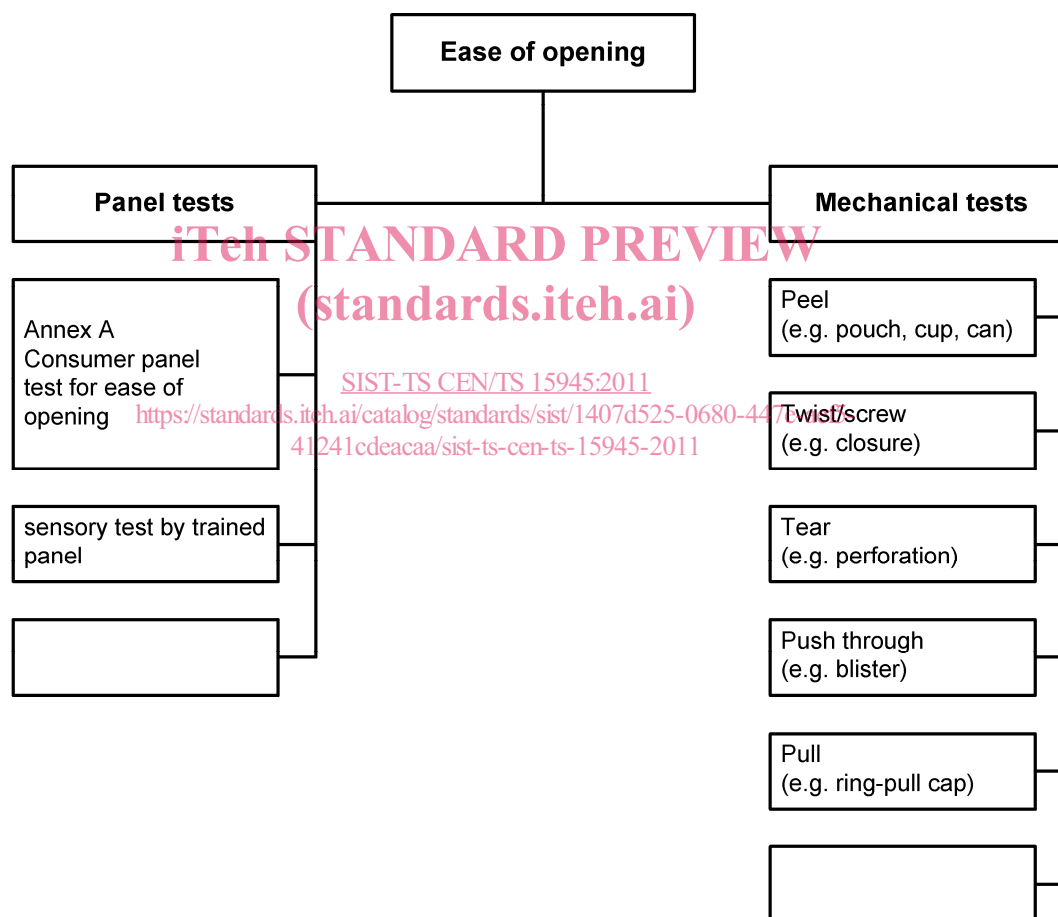 Ease of opening
Panel tests
Mechanical tests
iTeh STANDARD PREVIEW
(standards.iteh.ai)
Annex A
Consumer panel
test for ease of
opening
SIST-TS CEN/TS 15945:2011
https://standards.iteh.ai/catalog/standards/sist/1407d525-0680-447e-
41241cdeacaa/sist-ts-cen-ts-15945-2011
sensory test by trained
panel
Peel
(e.g. pouch, cup, can)
Twist/screw
(e.g. closure)
Tear
(e.g. perforation)
Push through
(e.g. blister)
Pull
(e.g. ring-pull cap)